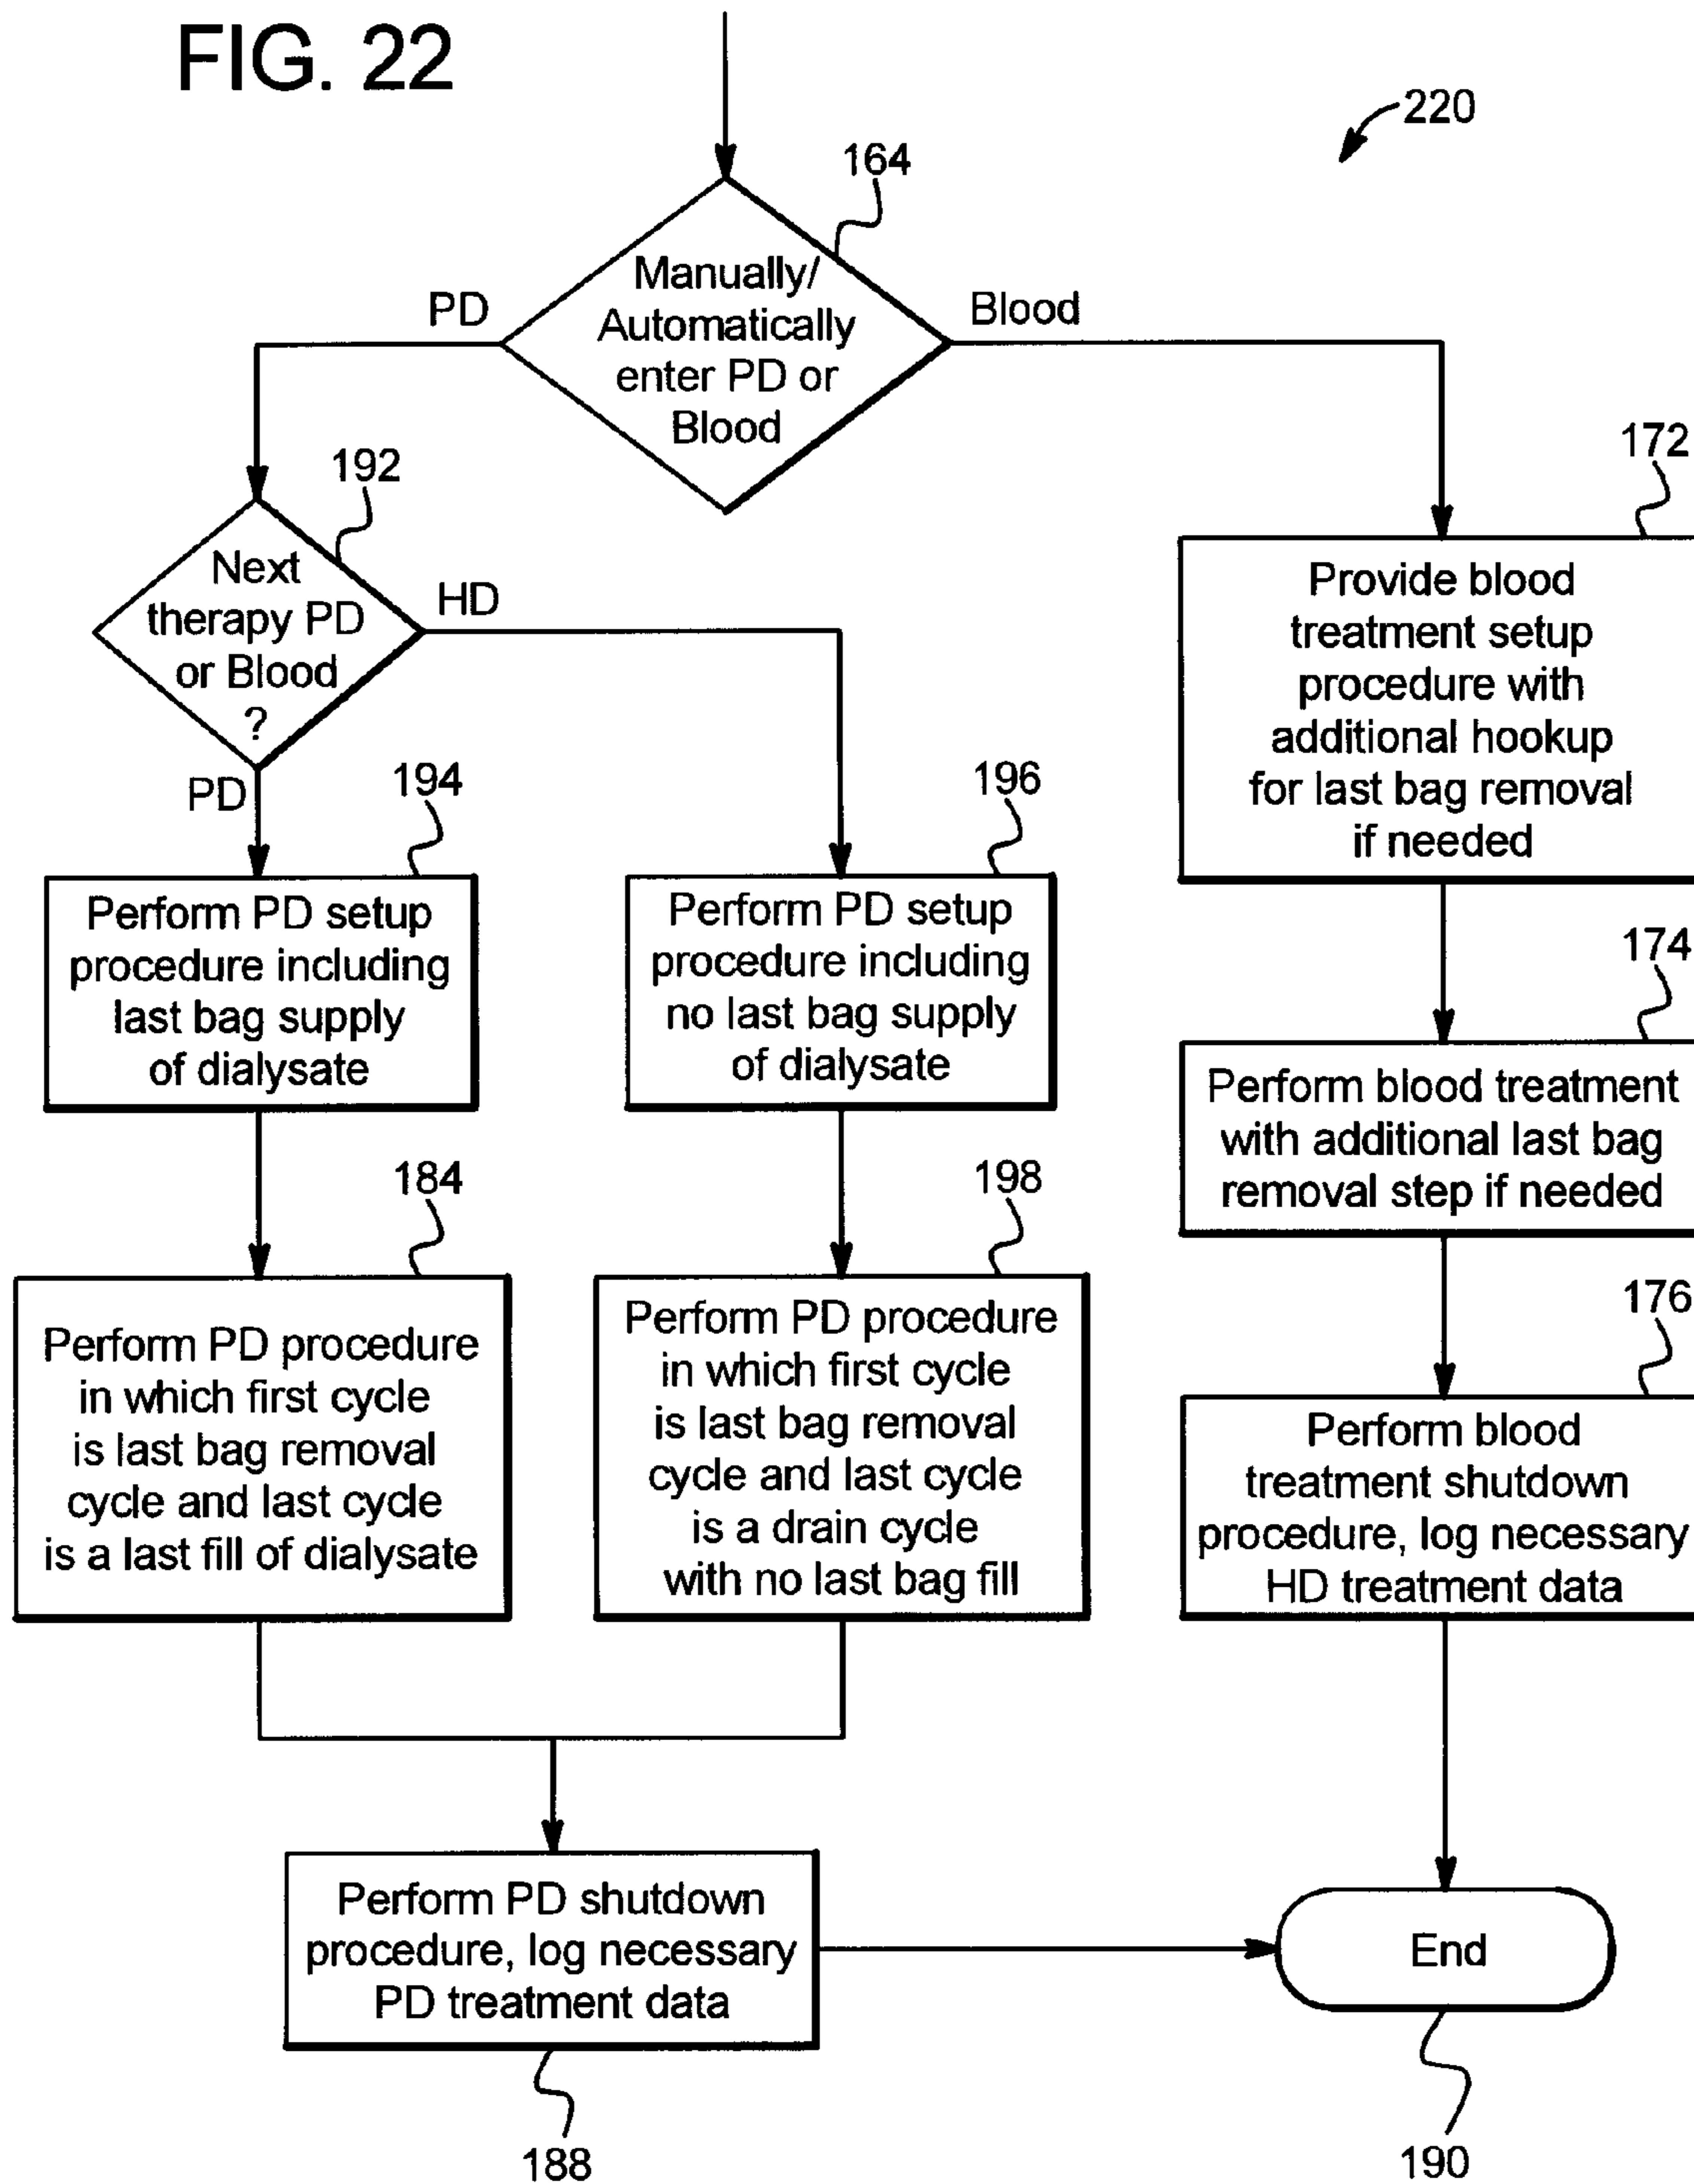 FIG. 22
220
164
Manually/
Automatically
enter PD or
Blood
PD
Blood
192
Next
therapy PD
or Blood
?
HD
PD
172
Provide blood
treatment setup
procedure with
additional hookup
for last bag removal
if needed
194
Perform PD setup
procedure including
last bag supply
of dialysate
196
Perform PD setup
procedure including
no last bag supply
of dialysate
174
Perform blood treatment
with additional last bag
removal step if needed
184
Perform PD procedure
in which first cycle
is last bag removal
cycle and last cycle
is a last fill of dialysate
198
Perform PD procedure
in which first cycle
is last bag removal
cycle and last cycle
is a drain cycle
with no last bag fill
176
Perform blood
treatment shutdown
procedure, log necessary
HD treatment data
Perform PD shutdown
procedure, log necessary
PD treatment data
188
End
190